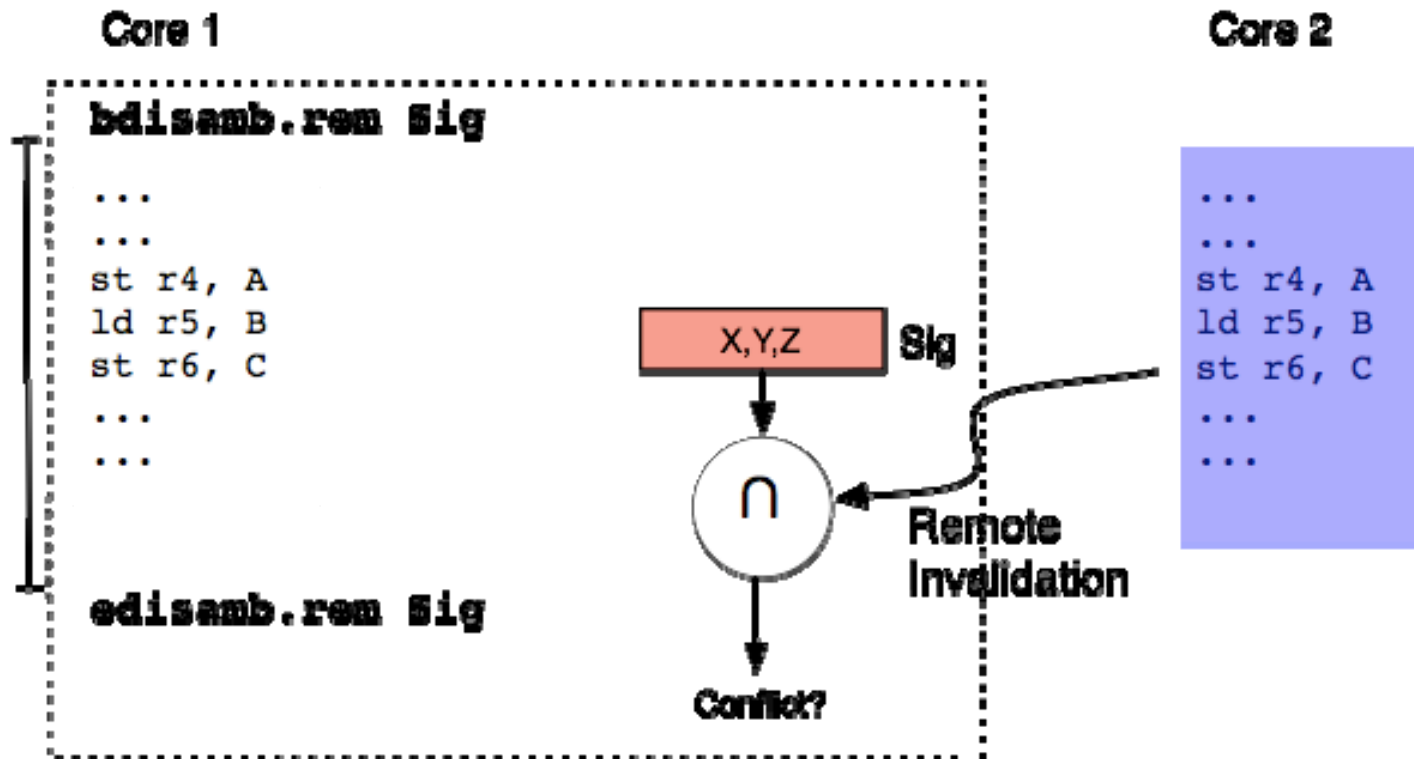 Core 1
Core 2
bdisamb.rem Sig
...
...
st r4, A
ld r5, B
st r6, C
...
...
edisamb.rem Sig
X,Y,Z
Sig
∩
Remote
Invalidation
Conflict?
...
...
st r4, A
ld r5, B
st r6, C
...
...